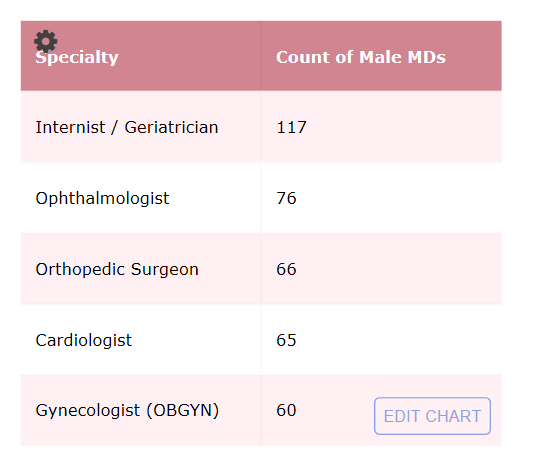 Specialty Count of Male MDs
Internist / Geriatrician 117
Ophthalmologist 76
Orthopedic Surgeon 66
Cardiologist 65
Gynecologist (OBGYN) 60
EDIT CHART